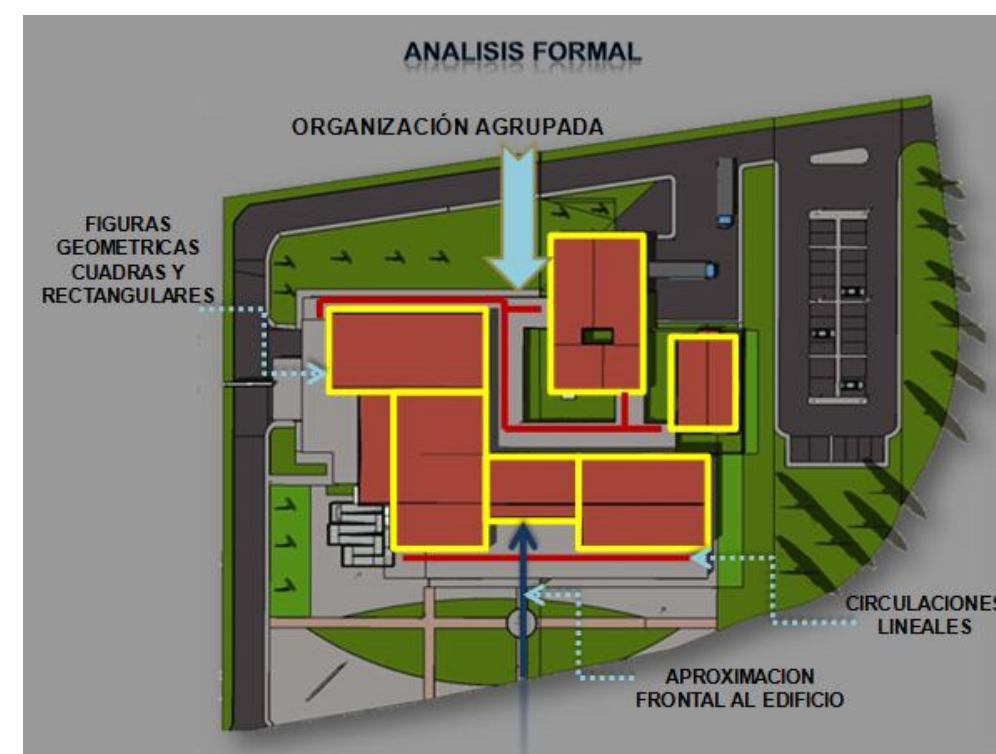 ANALISIS FORMAL
ORGANIZACIÓN AGRUPADA
FIGURAS
GEOMETRICAS
CUADRAS Y
RECTANGULARES
CIRCULACIONES
LINEALES
APROXIMACION
FRONTAL AL EDIFICIO